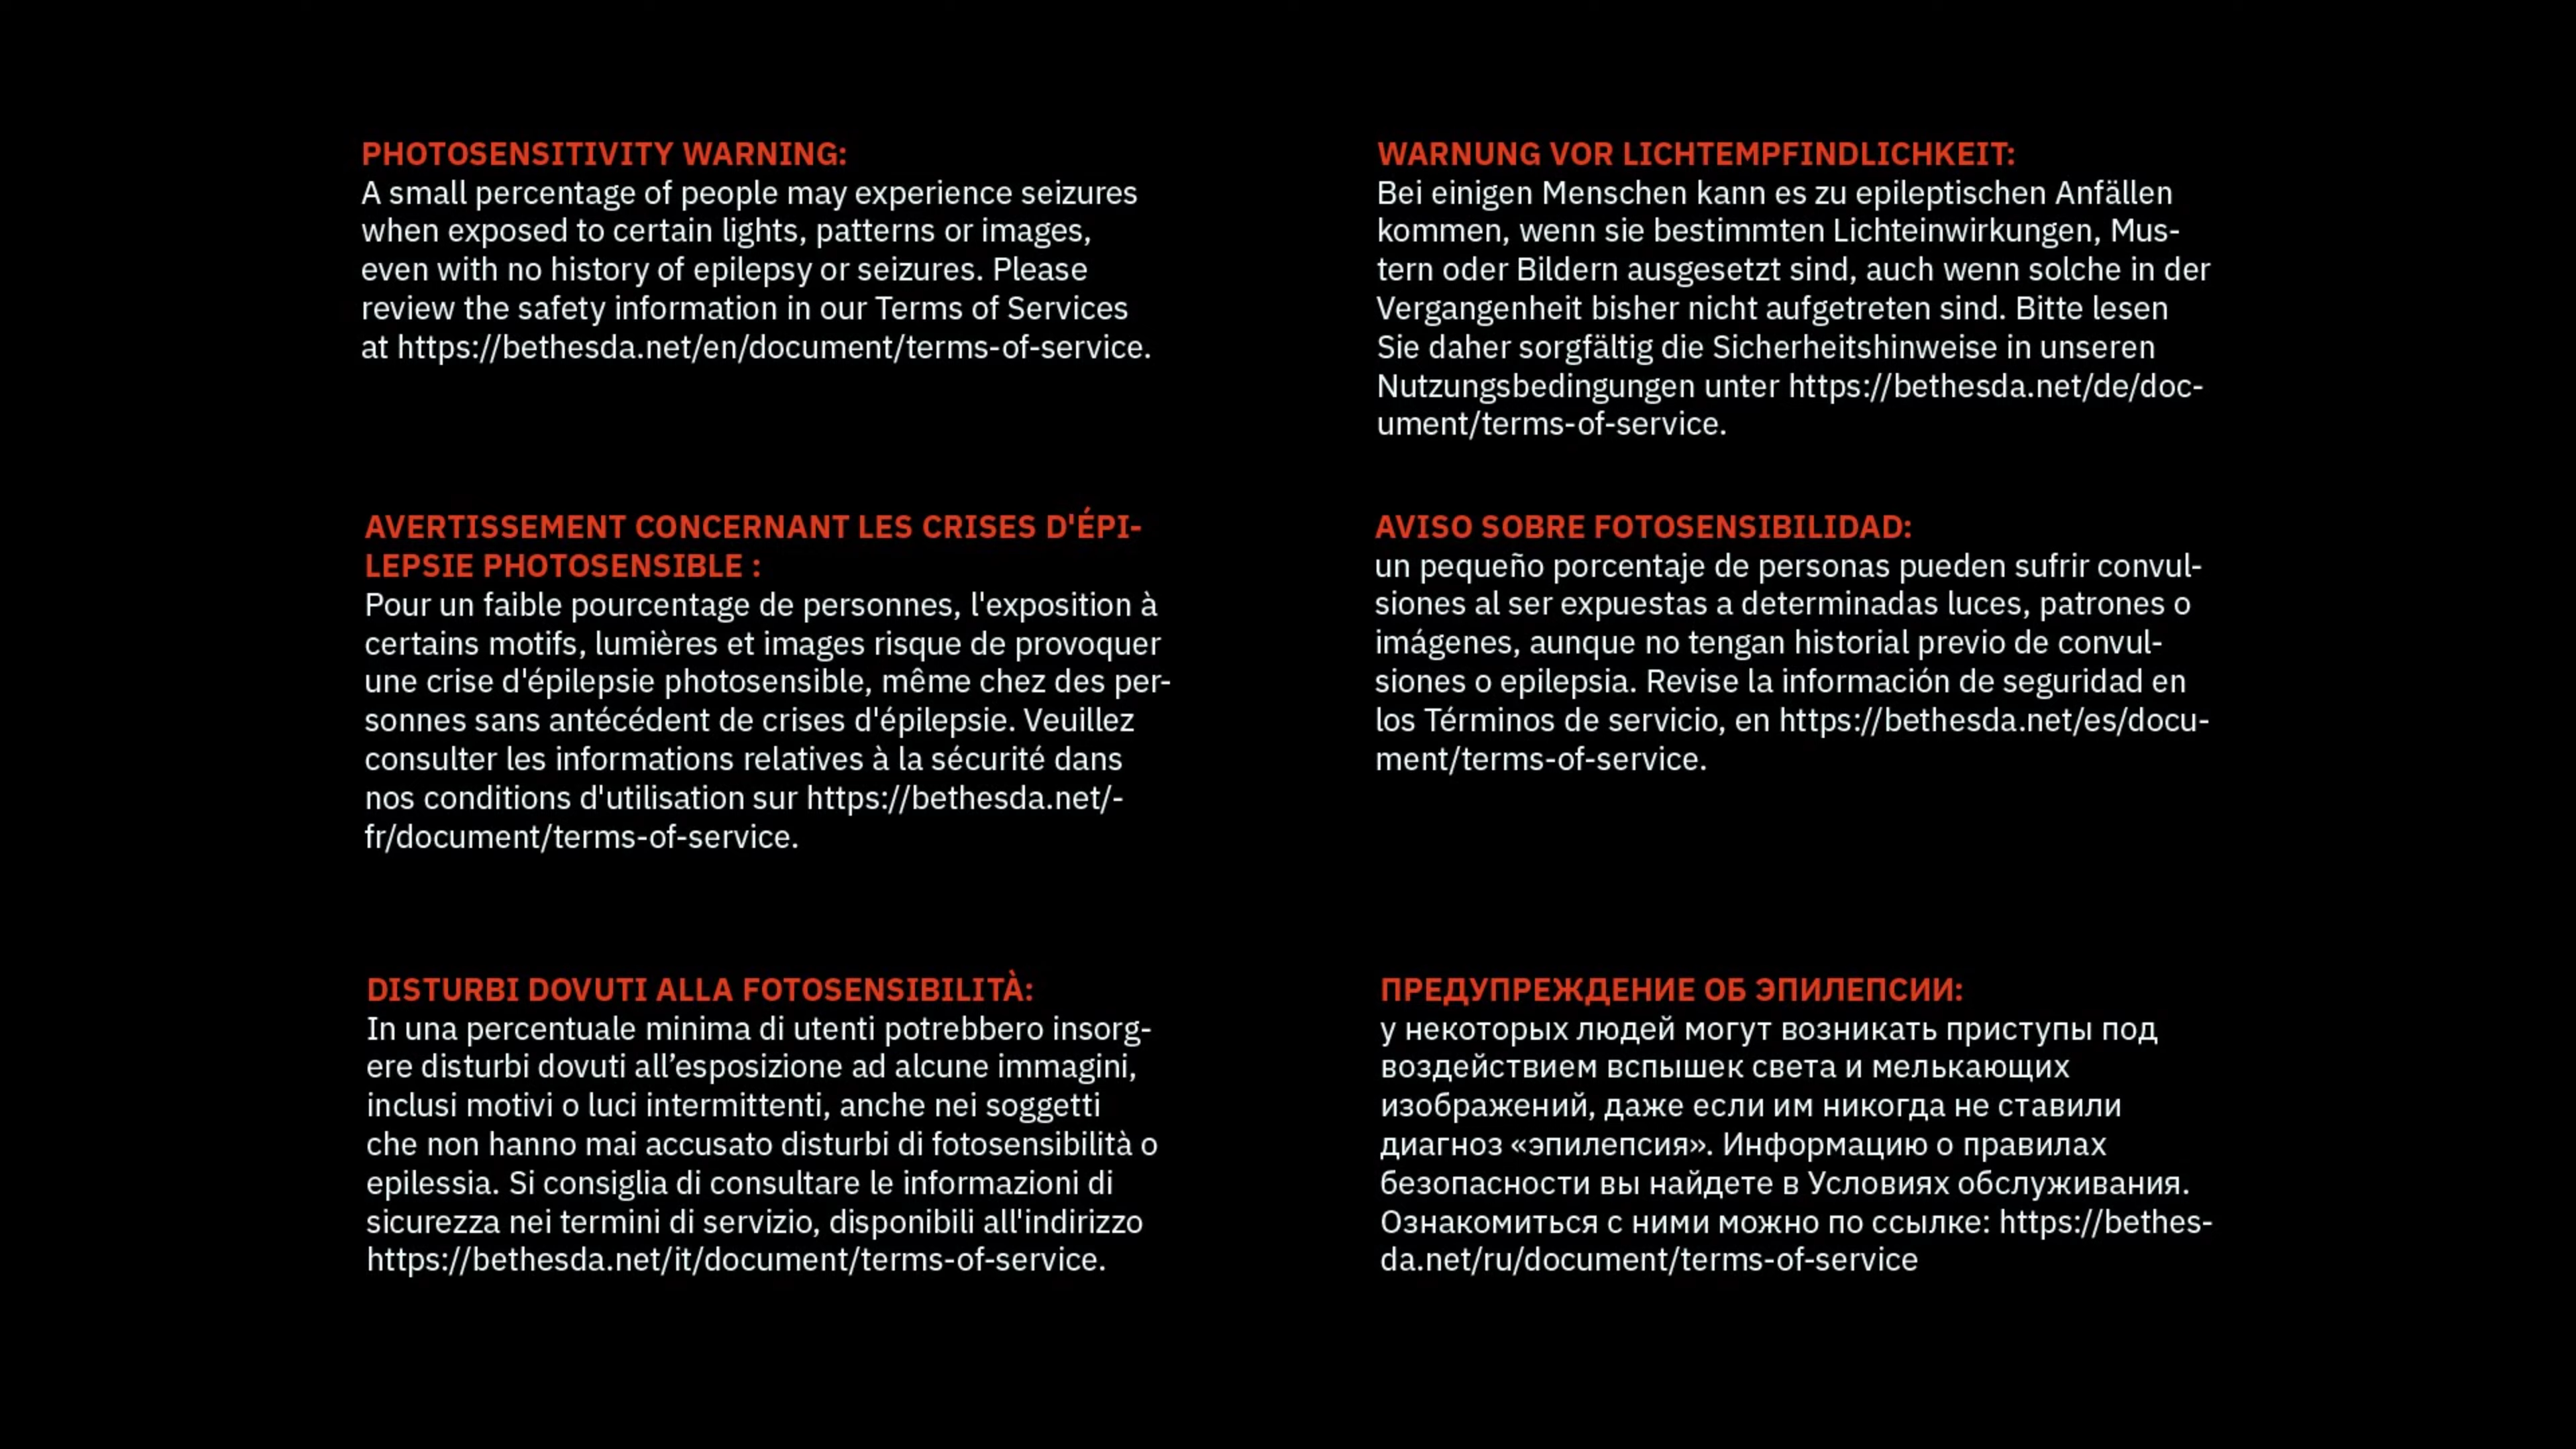 PHOTOSENSITIVITY WARNING:
A small percentage of people may experience seizures
when exposed to certain lights, patterns or images,
even with no history of epilepsy or seizures. Please
review the safety information in our Terms of Services
at https://bethesda.net/en/document/terms-of-service.
WARNUNG VOR LICHTEMPFINDLICHKEIT:
Bei einigen Menschen kann es zu epileptischen Anfällen
kommen, wenn sie bestimmten Lichteinwirkungen, Mus-
tern oder Bildern ausgesetzt sind, auch wenn solche in der
Vergangenheit bisher nicht aufgetreten sind. Bitte lesen
Sie daher sorgfältig die Sicherheitshinweise in unseren
Nutzungsbedingungen unter https://bethesda.net/de/doc-
ument/terms-of-service.
AVERTISSEMENT CONCERNANT LES CRISES D'ÉPI-
LEPSIE PHOTOSENSIBLE :
Pour un faible pourcentage de personnes, l'exposition à
certains motifs, lumières et images risque de provoquer
une crise d'épilepsie photosensible, même chez des per-
sonnes sans antécédent de crises d'épilepsie. Veuillez
consulter les informations relatives à la sécurité dans
nos conditions d'utilisation sur https://bethesda.net/-
fr/document/terms-of-service.
AVISO SOBRE FOTOSENSIBILIDAD:
un pequeño porcentaje de personas pueden sufrir convul-
siones al ser expuestas a determinadas luces, patrones o
imágenes, aunque no tengan historial previo de convul-
siones o epilepsia. Revise la información de seguridad en
los Términos de servicio, en https://bethesda.net/es/docu-
ment/terms-of-service.
DISTURBI DOVUTI ALLA FOTOSENSIBILITÀ:
In una percentuale minima di utenti potrebbero insorg-
ere disturbi dovuti all’esposizione ad alcune immagini,
inclusi motivi o luci intermittenti, anche nei soggetti
che non hanno mai accusato disturbi di fotosensibilità o
epilessia. Si consiglia di consultare le informazioni di
sicurezza nei termini di servizio, disponibili all'indirizzo
https://bethesda.net/it/document/terms-of-service.
ПРЕДУПРЕЖДЕНИЕ ОБ ЭПИЛЕПСИИ:
у некоторых людей могут возникать приступы под
воздействием вспышек света и мелькающих
изображений, даже если им никогда не ставили
диагноз «эпилепсия». Информацию о правилах
безопасности вы найдете в Условиях обслуживания.
Ознакомиться с ними можно по ссылке: https://bethes-
da.net/ru/document/terms-of-service